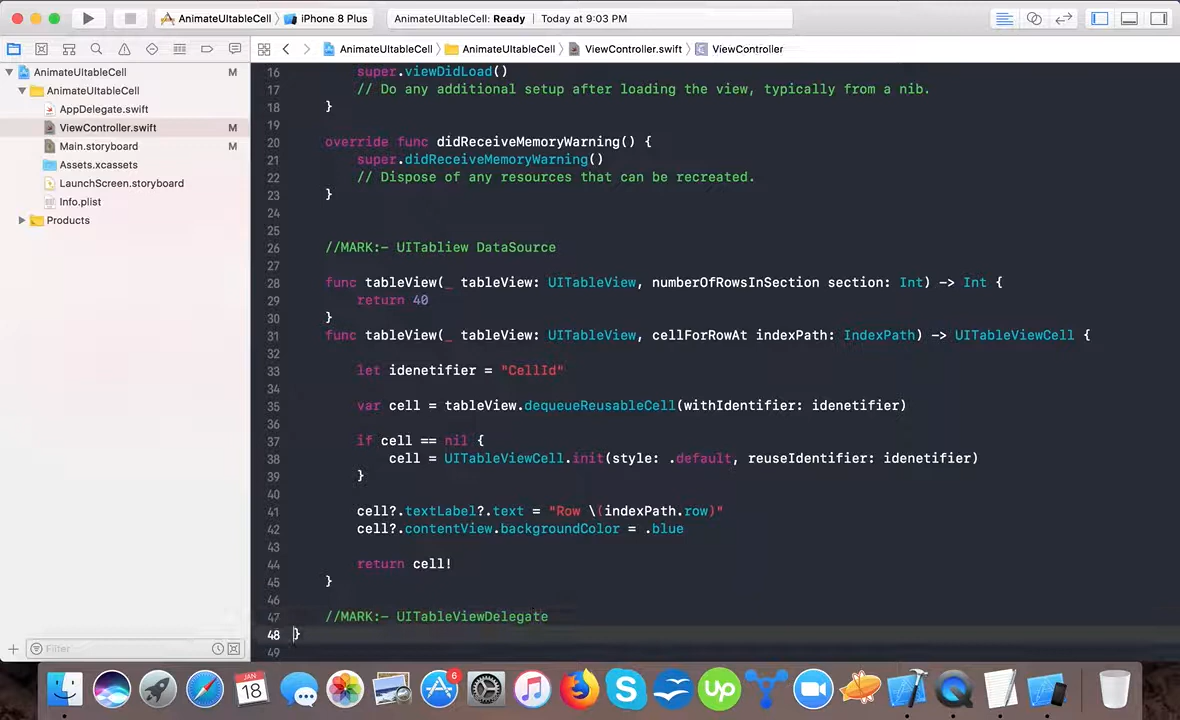 AnimateUItableCell
iPhone 8 Plus
AnimateUItableCell: Ready
Today at 9:03 PM
AnimateUItableCell
AnimateUItableCell
ViewController.swift
ViewController
AnimateUItableCell
M
AnimateUItableCell
AppDelegate.swift
ViewController.swift
M
Main.storyboard
M
Assets.xcassets
LaunchScreen.storyboard
Info.plist
Products
Filter
16 super.viewDidLoad()
17 // Do any additional setup after loading the view, typically from a nib.
18 }
19
20 override func didReceiveMemoryWarning() {
21 super.didReceiveMemoryWarning()
22 // Dispose of any resources that can be recreated.
23 }
24
25
26 //MARK:- UITabliew DataSource
27
28 func tableView(_ tableView: UITableView, numberOfRowsInSection section: Int) -> Int {
29 return 40
30 }
31 func tableView(_ tableView: UITableView, cellForRowAt indexPath: IndexPath) -> UITableViewCell {
32
33 let idenetifier = "CellId"
34
35 var cell = tableView.dequeueReusableCell(withIdentifier: idenetifier)
36
37 if cell == nil {
38 cell = UITableViewCell.init(style: .default, reuseIdentifier: idenetifier)
39 }
40
41 cell?.textLabel?.text = "Row \(indexPath.row)"
42 cell?.contentView.backgroundColor = .blue
43
44 return cell!
45 }
46
47 //MARK:- UITableViewDelegate
48 }
49
18
6
S
Up